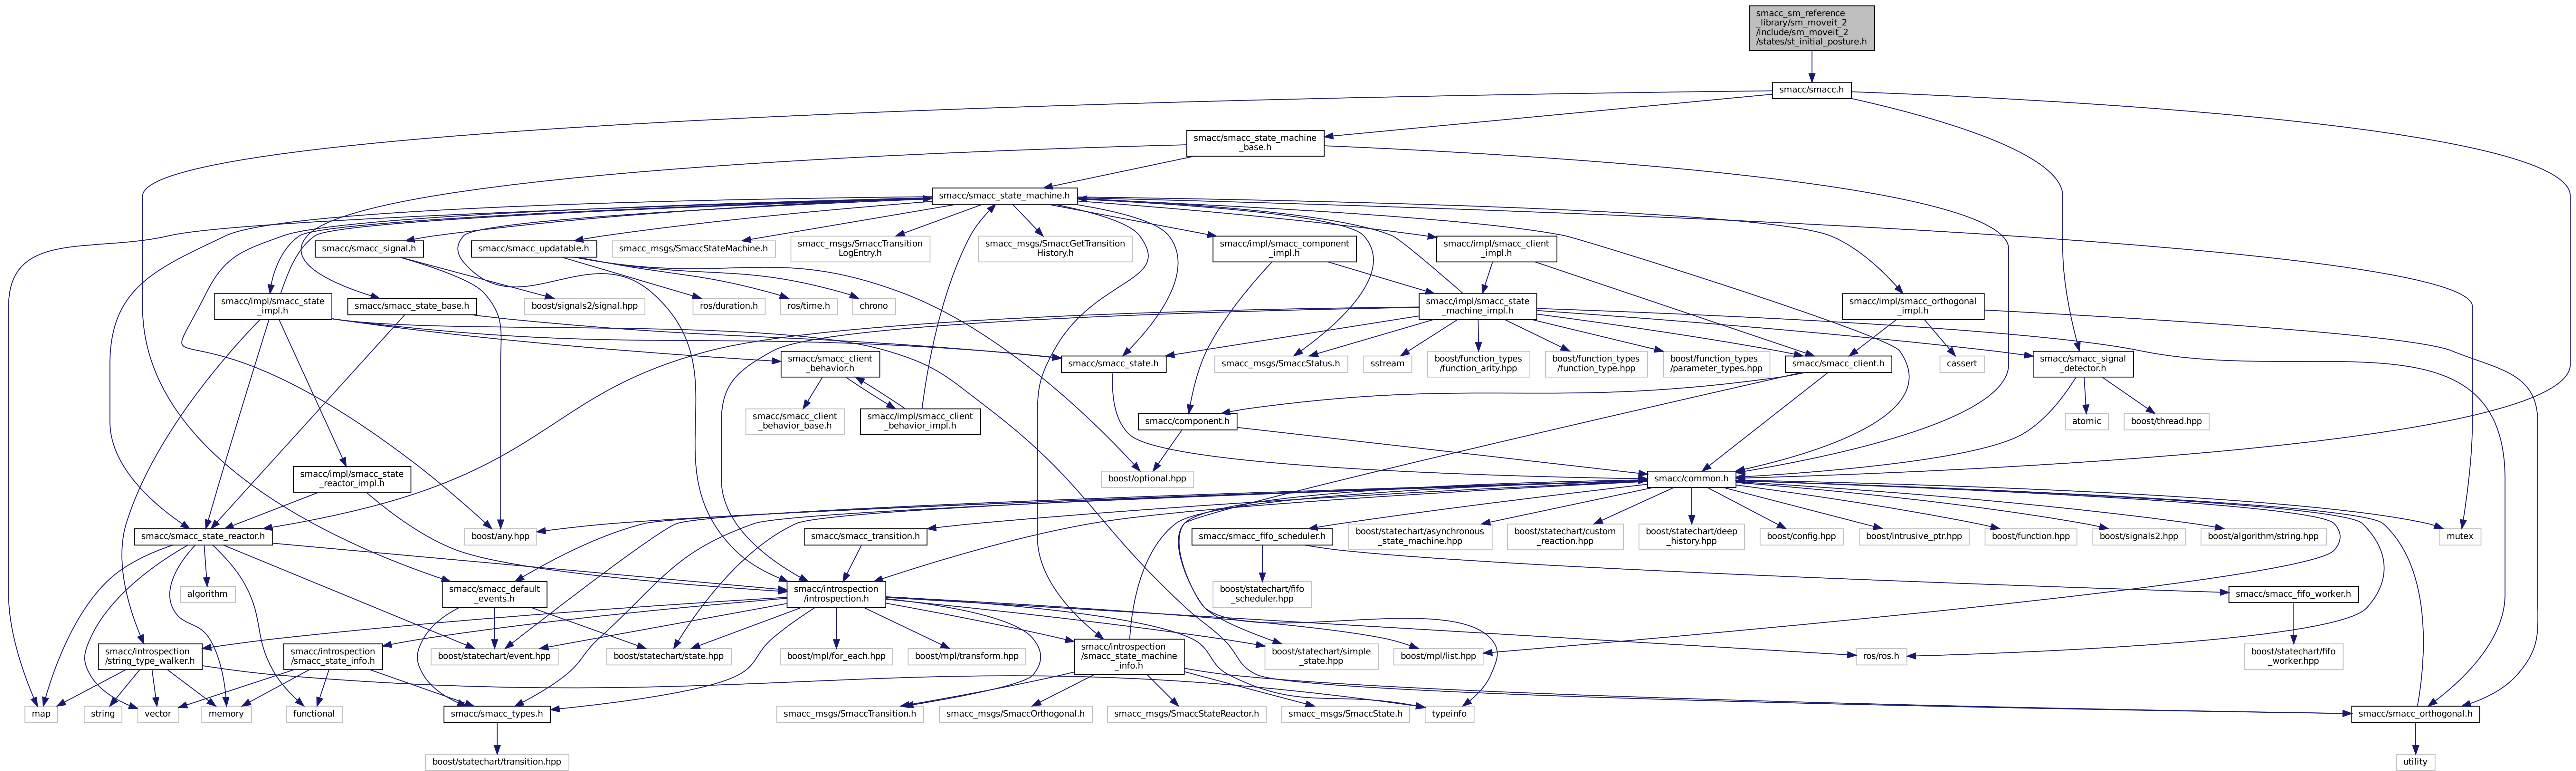 smacc_sm_reference
_library/sm_moveit_2
/include/sm_moveit_2
/states/st_initial_posture.h
smacc/smacc.h
smacc/smacc_state_machine
_base.h
smacc/smacc_state_machine.h
smacc/smacc_signal.h
smacc/smacc_updatable.h
smacc_msgs/SmaccStateMachine.h
smacc_msgs/SmaccTransition
LogEntry.h
smacc_msgs/SmaccGetTransition
History.h
smacc/impl/smacc_component
_impl.h
smacc/impl/smacc_client
_impl.h
smacc/impl/smacc_state
_impl.h
smacc/smacc_state_base.h
boost/signals2/signal.hpp
ros/duration.h
ros/time.h
chrono
smacc/impl/smacc_state
_machine_impl.h
smacc/impl/smacc_orthogonal
_impl.h
smacc/smacc_client
_behavior.h
smacc/smacc_state.h
smacc_msgs/SmaccStatus.h
sstream
boost/function_types
/function_arity.hpp
boost/function_types
/function_type.hpp
boost/function_types
/parameter_types.hpp
smacc/smacc_client.h
cassert
smacc/smacc_signal
_detector.h
smacc/smacc_client
_behavior_base.h
smacc/impl/smacc_client
_behavior_impl.h
smacc/component.h
atomic
boost/thread.hpp
smacc/impl/smacc_state
_reactor_impl.h
boost/optional.hpp
smacc/common.h
smacc/smacc_state_reactor.h
boost/any.hpp
smacc/smacc_transition.h
smacc/smacc_fifo_scheduler.h
boost/statechart/asynchronous
_state_machine.hpp
boost/statechart/custom
_reaction.hpp
boost/statechart/deep
_history.hpp
boost/config.hpp
boost/intrusive_ptr.hpp
boost/function.hpp
boost/signals2.hpp
boost/algorithm/string.hpp
mutex
algorithm
smacc/smacc_default
_events.h
smacc/introspection
/introspection.h
boost/statechart/fifo
_scheduler.hpp
smacc/smacc_fifo_worker.h
smacc/introspection
/string_type_walker.h
smacc/introspection
/smacc_state_info.h
boost/statechart/event.hpp
boost/statechart/state.hpp
boost/mpl/for_each.hpp
boost/mpl/transform.hpp
smacc/introspection
/smacc_state_machine
_info.h
boost/statechart/simple
_state.hpp
boost/mpl/list.hpp
ros/ros.h
boost/statechart/fifo
_worker.hpp
map
string
vector
memory
functional
smacc/smacc_types.h
smacc_msgs/SmaccTransition.h
smacc_msgs/SmaccOrthogonal.h
smacc_msgs/SmaccStateReactor.h
smacc_msgs/SmaccState.h
typeinfo
smacc/smacc_orthogonal.h
boost/statechart/transition.hpp
utility